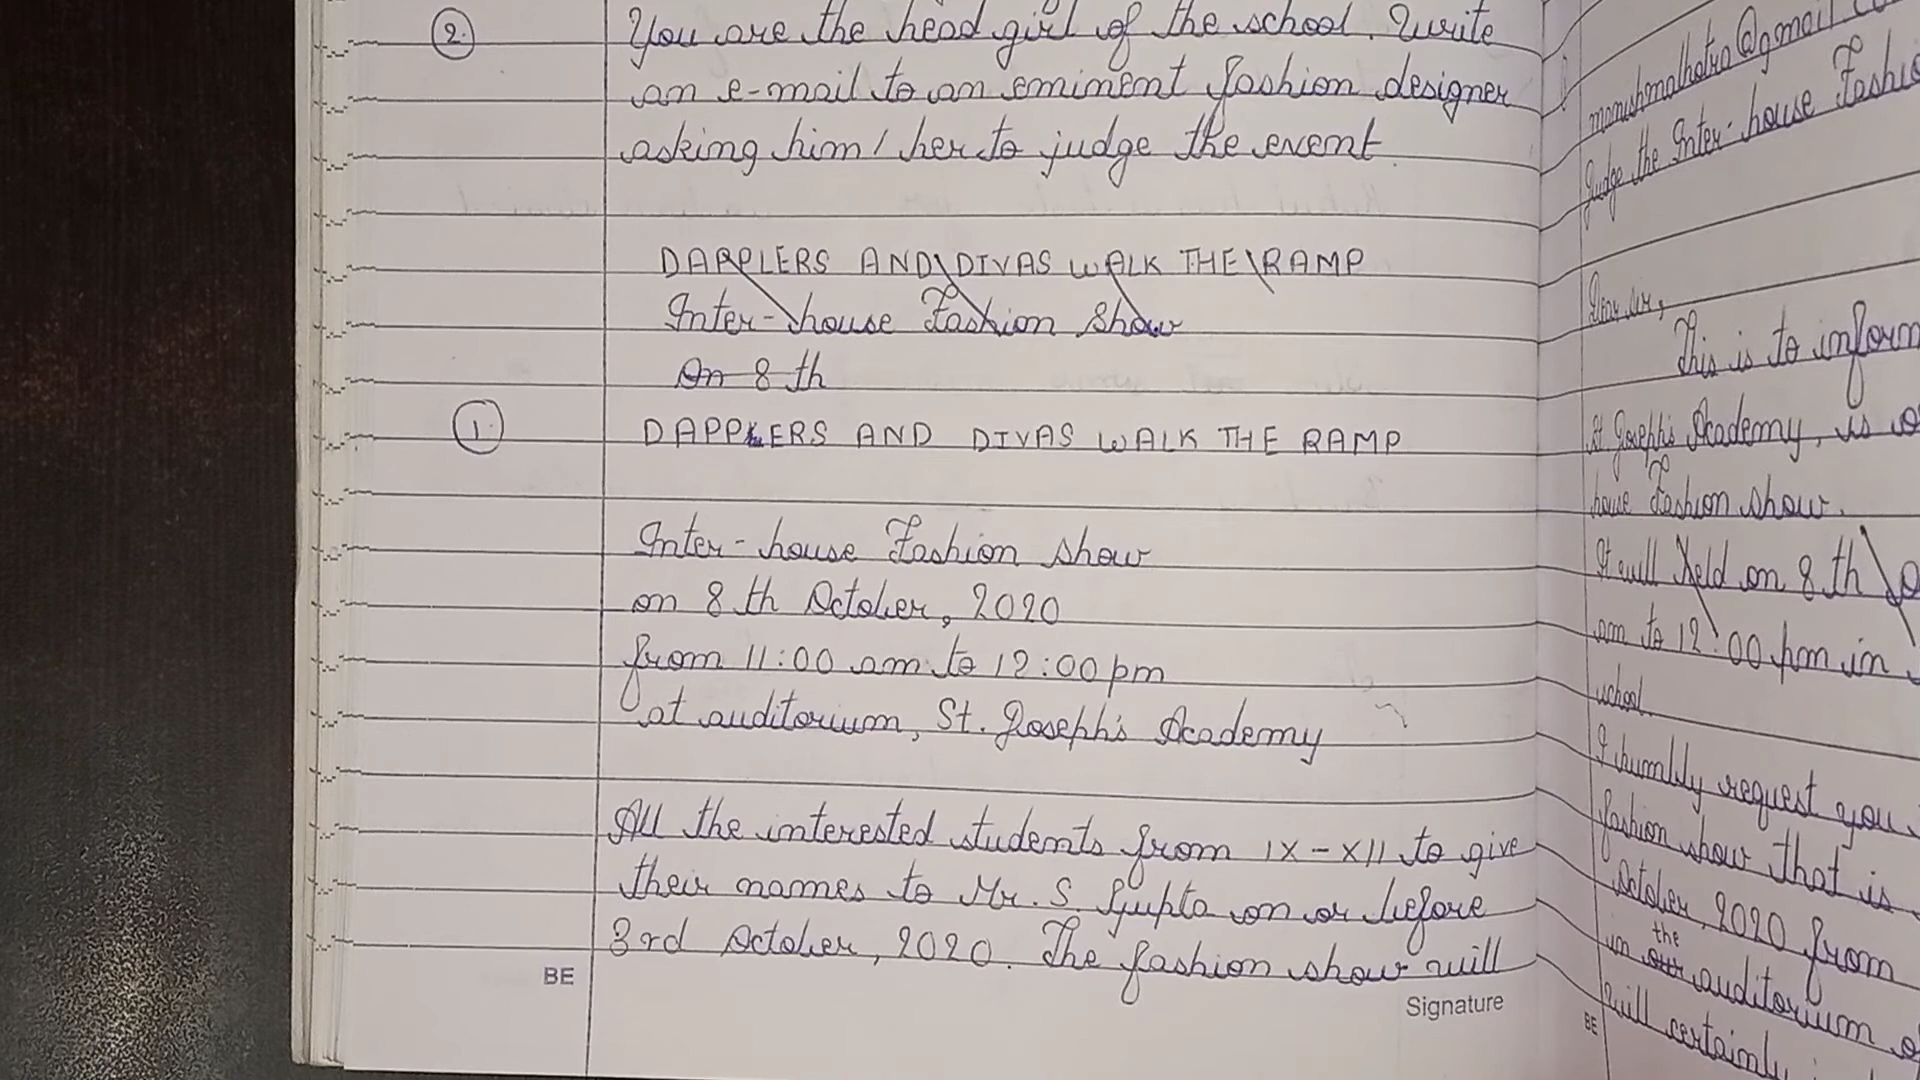 2.
You are the head girl of the school. Write
an e-mail to an eminent fashion designer
asking him / her to judge the event
DAPPLERS AND DIVAS WALK THE RAMP
Inter-house Fashion Show
On 8 th
1.
DAPPLERS AND DIVAS WALK THE RAMP
Inter-house Fashion show
on 8 th October, 2020
from 11:00 am to 12:00 pm
at auditorium, St. Joseph's Academy
All the interested students from IX-XII to give
their names to Mr. S Gupta on or before
3rd October, 2020. The fashion show will
BE
Signature
manishmalhotra@gmail
Judge the Inter-house Fashio
Dear sir,
This is to inform
St Joseph's Academy, is
house Fashion show.
It will held on 8 th
am to 12:00 pm in
school
I humbly request you
fashion show that is
October, 2020 from
in the auditorium
will certainly
BE